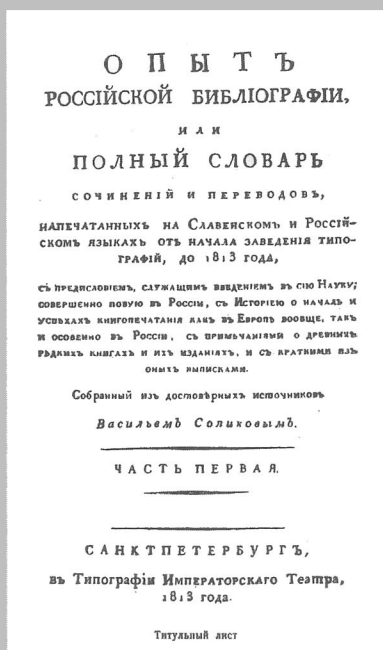 ОПЫТЪ
РОССІЙСКОЙ БИБЛІОГРАФІИ,
ИЛИ
ПОЛНЫЙ СЛОВАРЬ
СОЧИНЕНІЙ И ПЕРЕВОДОВЪ,
НАПЕЧАТАННЫХЪ НА СЛАВЕНСКОМЪ И РОССІЙ-
СКОМЪ ЯЗЫКАХЪ ОТЪ НАЧАЛА ЗАВЕДЕНІЯ ТИПО-
ГРАФІЙ, ДО 1813 ГОДА,
СЪ ПРЕДИСЛОВІЕМЪ, СЛУЖАЩИМЪ ВВЕДЕНІЕМЪ ВЪ СІЮ НАУКУ;
СОВЕРШЕННО НОВУЮ ВЪ РОССІИ, СЪ ИСТОРІЕЮ О НАЧАЛѢ И
УСПѢХАХЪ КНИГОПЕЧАТАНІЯ КАКЪ ВЪ ЕВРОПѢ ВООБЩЕ, ТАКЪ
И ОСОБЕННО ВЪ РОССІИ, СЪ ПРИМѢЧАНІЯМИ О ДРЕВНИХЪ
РѢДКИХЪ КНИГАХЪ И ИХЪ ИЗДАНІЯХЪ, И СЪ КРАТКИМИ ИЗЪ
ОНЫХЪ ВЫПИСКАМИ.
Собранный изъ достовѣрныхъ источниковъ
Васильемъ Сопиковымъ.
ЧАСТЬ ПЕРВАЯ.
САНКТПЕТЕРБУРГЪ,
въ Типографіи Императорскаго Театра,
1813 года.
Титульный лист